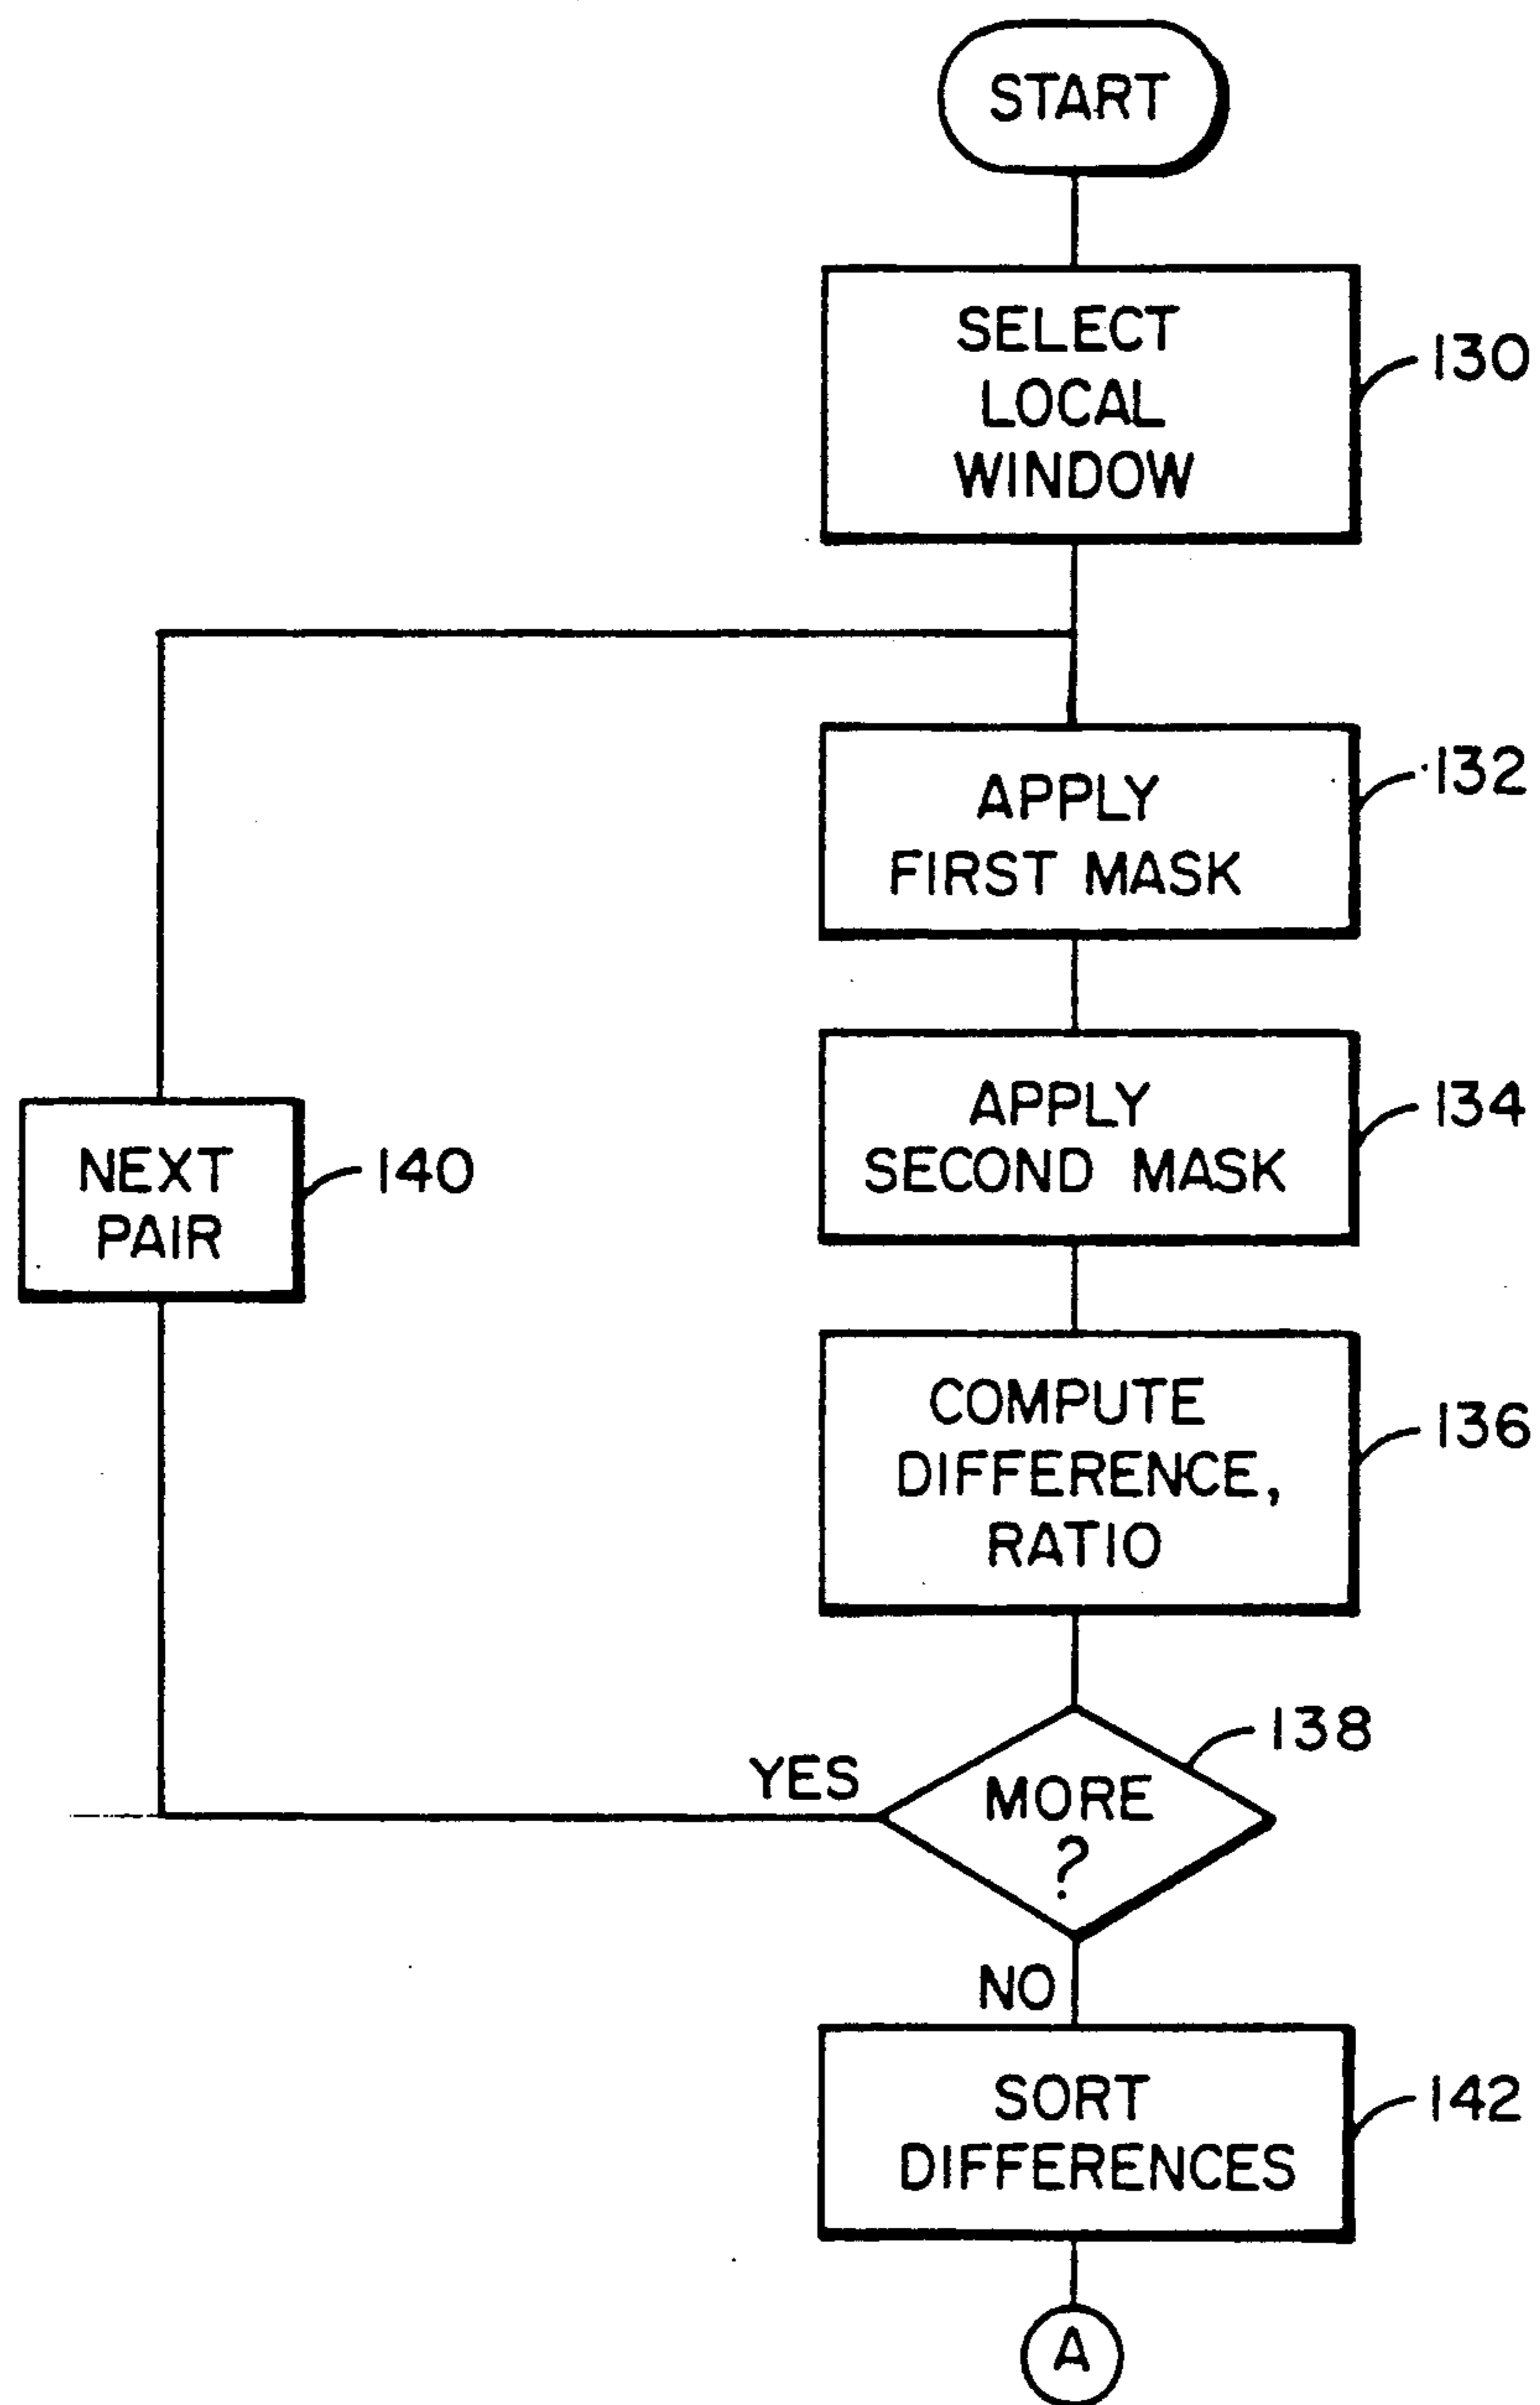 START
SELECT
LOCAL
WINDOW
130
APPLY
FIRST MASK
132
APPLY
SECOND MASK
134
NEXT
PAIR
140
COMPUTE
DIFFERENCE,
RATIO
136
138
YES
MORE
?
NO
SORT
DIFFERENCES
142
A